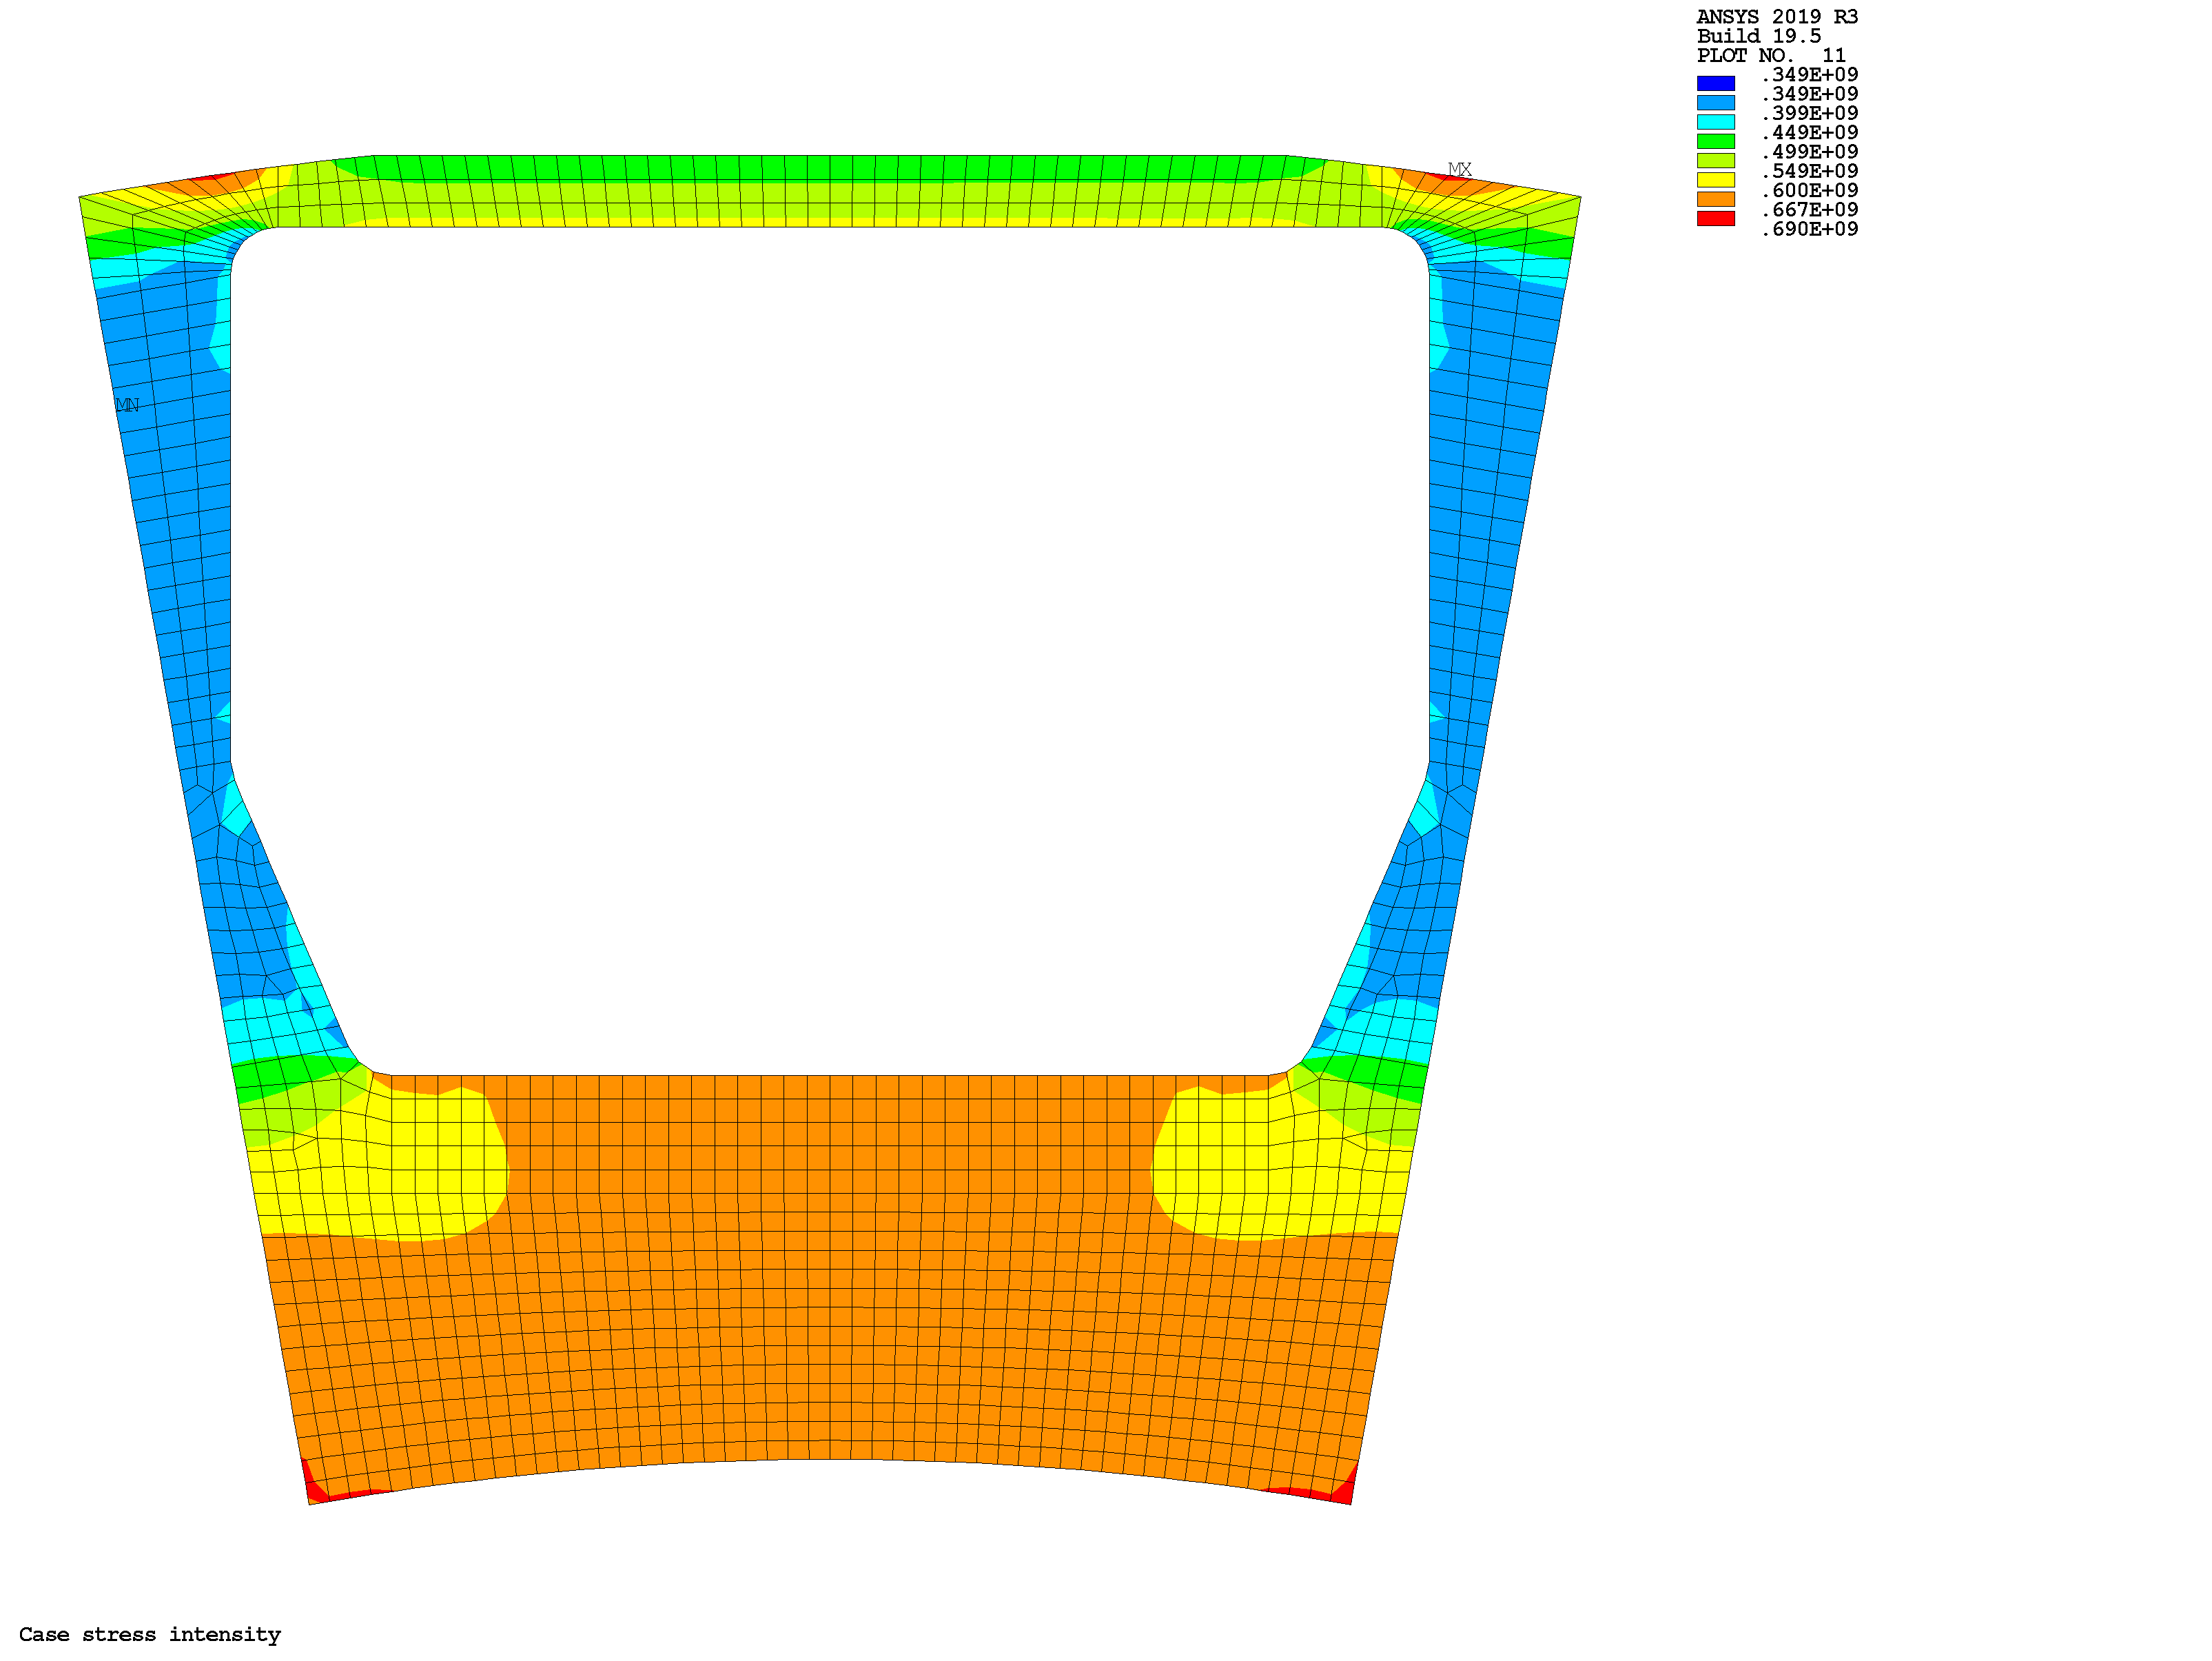 ANSYS 2019 R3
Build 19.5
PLOT NO. 11
.349E+09
.349E+09
.399E+09
.449E+09
.499E+09
.549E+09
.600E+09
.667E+09
.690E+09
MX
MN
Case stress intensity